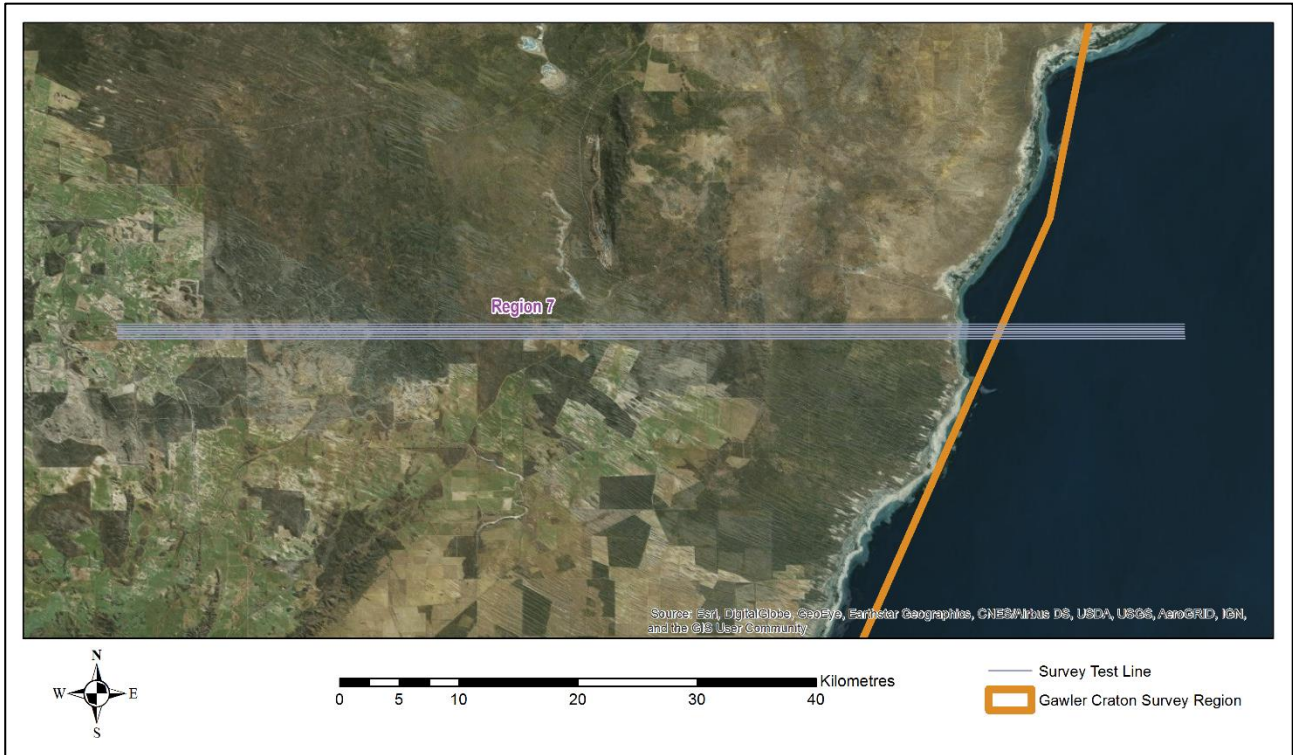 Region 7
Source: Esri, DigitalGlobe, GeoEye, Earthstar Geographics, CNES/Airbus DS, USDA, USGS, AeroGRID, IGN,
and the GIS User Community
N
W E
S
Kilometres
0 5 10 20 30 40
Survey Test Line
Gawler Craton Survey Region